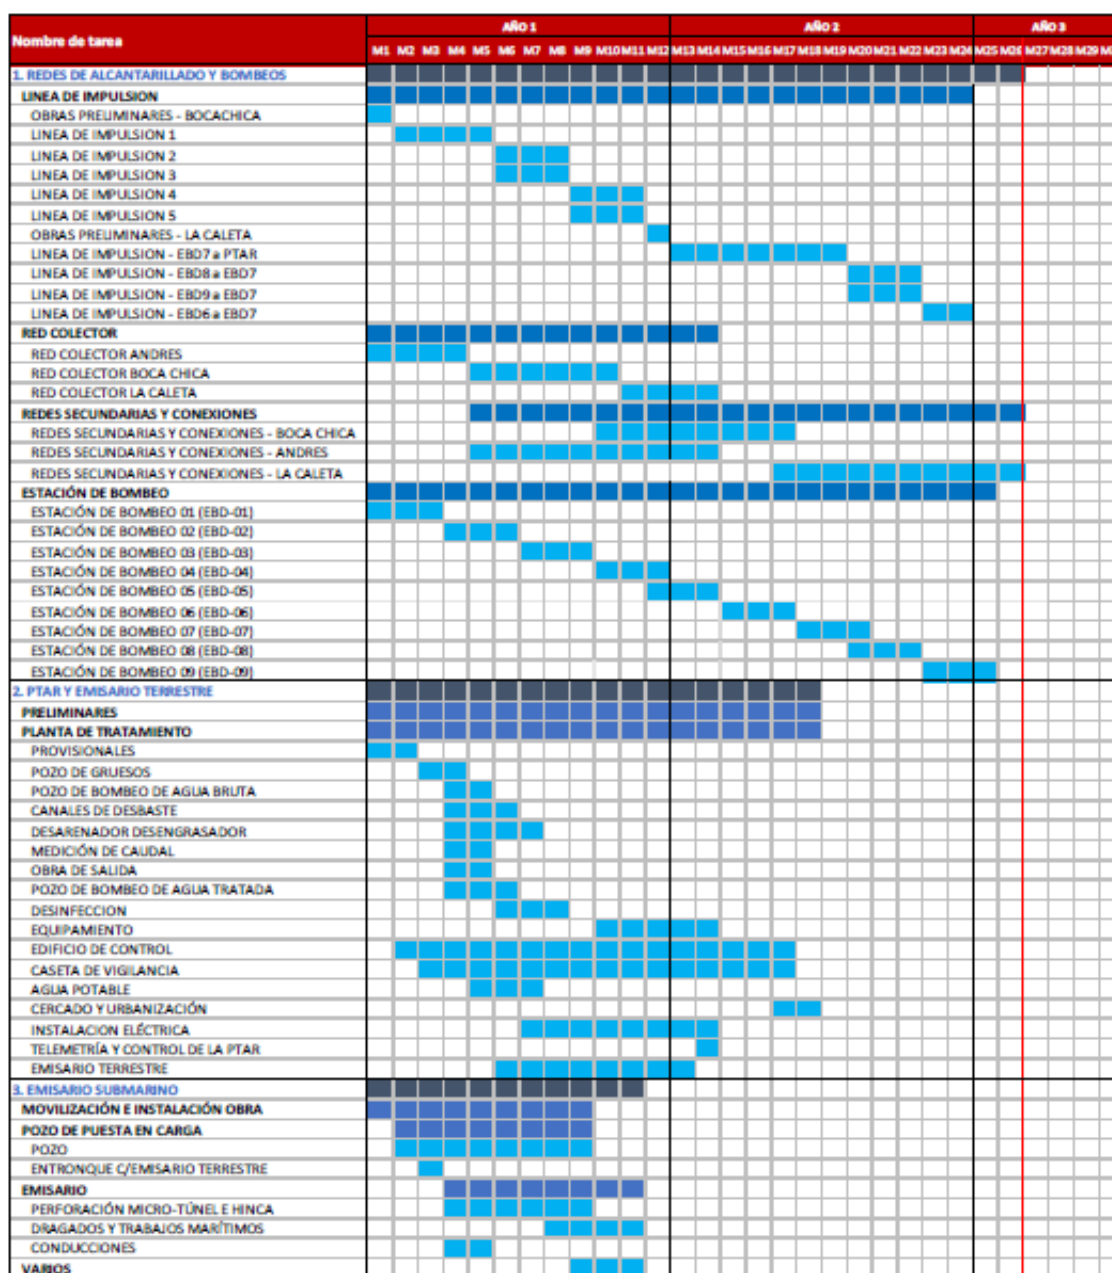 AÑO 1 AÑO 2 AÑO 3
Nombre de tarea
M1 M2 M3 M4 M5 M6 M7 M8 M9 M10 M11 M12 M13 M14 M15 M16 M17 M18 M19 M20 M21 M22 M23 M24 M25 M26 M27 M28 M29
1. REDES DE ALCANTARILLADO Y BOMBEOS
LINEA DE IMPULSION
OBRAS PRELIMINARES - BOCACHICA
LINEA DE IMPULSION 1
LINEA DE IMPULSION 2
LINEA DE IMPULSION 3
LINEA DE IMPULSION 4
LINEA DE IMPULSION 5
OBRAS PRELIMINARES - LA CALETA
LINEA DE IMPULSION - EBD7 a PTAR
LINEA DE IMPULSION - EBD8 a EBD7
LINEA DE IMPULSION - EBD9 a EBD7
LINEA DE IMPULSION - EBD6 a EBD7
RED COLECTOR
RED COLECTOR ANDRES
RED COLECTOR BOCA CHICA
RED COLECTOR LA CALETA
REDES SECUNDARIAS Y CONEXIONES
REDES SECUNDARIAS Y CONEXIONES - BOCA CHICA
REDES SECUNDARIAS Y CONEXIONES - ANDRES
REDES SECUNDARIAS Y CONEXIONES - LA CALETA
ESTACIÓN DE BOMBEO
ESTACIÓN DE BOMBEO 01 (EBD-01)
ESTACIÓN DE BOMBEO 02 (EBD-02)
ESTACIÓN DE BOMBEO 03 (EBD-03)
ESTACIÓN DE BOMBEO 04 (EBD-04)
ESTACIÓN DE BOMBEO 05 (EBD-05)
ESTACIÓN DE BOMBEO 06 (EBD-06)
ESTACIÓN DE BOMBEO 07 (EBD-07)
ESTACIÓN DE BOMBEO 08 (EBD-08)
ESTACIÓN DE BOMBEO 09 (EBD-09)
2. PTAR Y EMISARIO TERRESTRE
PRELIMINARES
PLANTA DE TRATAMIENTO
PROVISIONALES
POZO DE GRUESOS
POZO DE BOMBEO DE AGUA BRUTA
CANALES DE DESBASTE
DESARENADOR DESENGRASADOR
MEDICIÓN DE CAUDAL
OBRA DE SALIDA
POZO DE BOMBEO DE AGUA TRATADA
DESINFECCION
EQUIPAMIENTO
EDIFICIO DE CONTROL
CASETA DE VIGILANCIA
AGUA POTABLE
CERCADO Y URBANIZACIÓN
INSTALACION ELÉCTRICA
TELEMETRÍA Y CONTROL DE LA PTAR
EMISARIO TERRESTRE
3. EMISARIO SUBMARINO
MOVILIZACIÓN E INSTALACIÓN OBRA
POZO DE PUESTA EN CARGA
POZO
ENTRONQUE C/EMISARIO TERRESTRE
EMISARIO
PERFORACIÓN MICRO-TÚNEL E HINCA
DRAGADOS Y TRABAJOS MARÍTIMOS
CONDUCCIONES
VARIOS